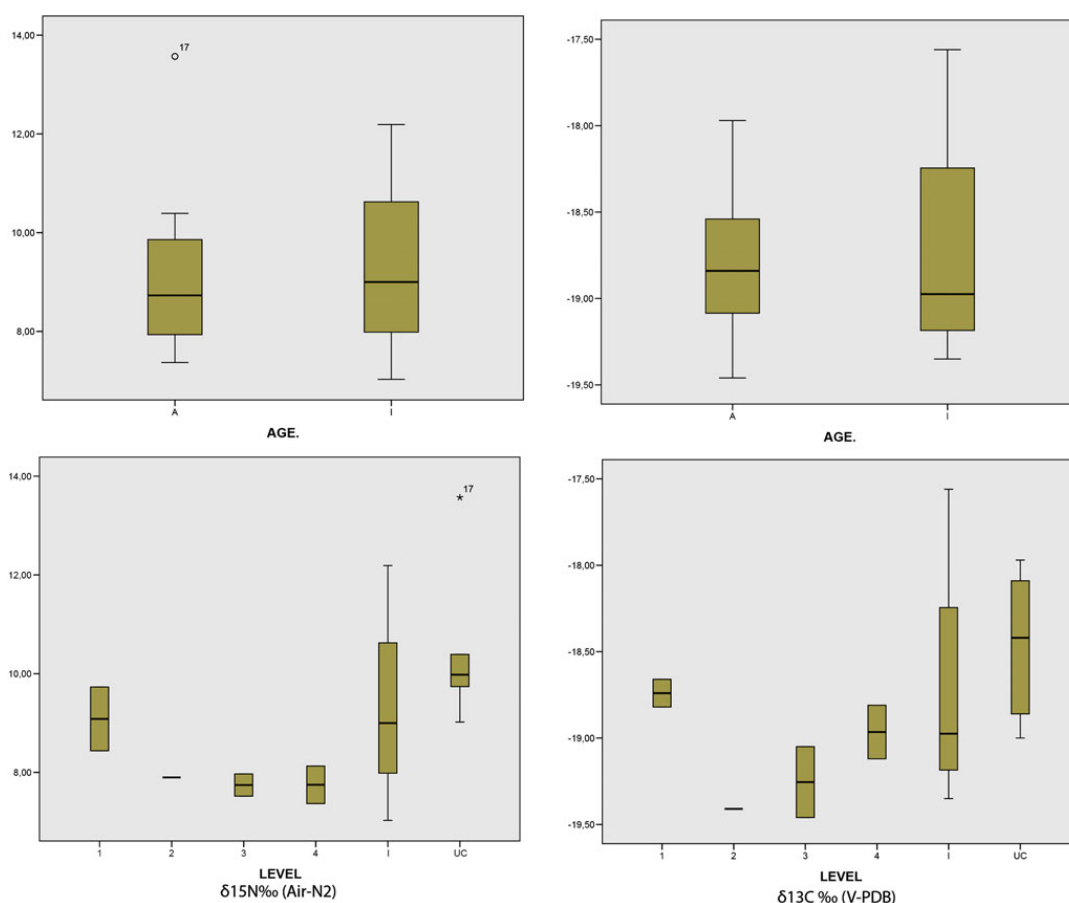 14,00
12,00
10,00
8,00
17
A I
AGE.
-17,50
-18,00
-18,50
-19,00
-19,50
A I
AGE.
14,00
12,00
10,00
8,00
17
1 2 3 4 I UC
LEVEL
δ15N‰ (Air-N2)
-17,50
-18,00
-18,50
-19,00
-19,50
1 2 3 4 I UC
LEVEL
δ13C ‰ (V-PDB)